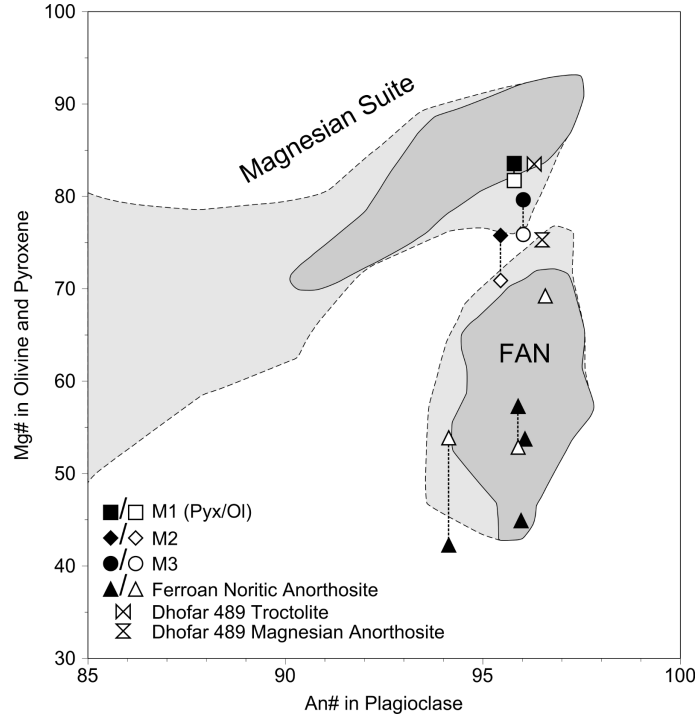 100
90
80
70
60
50
40
30
85
90
95
100
Mg# in Olivine and Pyroxene
An# in Plagioclase
Magnesian Suite
FAN
M1 (Pyx/Ol)
M2
M3
Ferroan Noritic Anorthosite
Dhofar 489 Troctolite
Dhofar 489 Magnesian Anorthosite